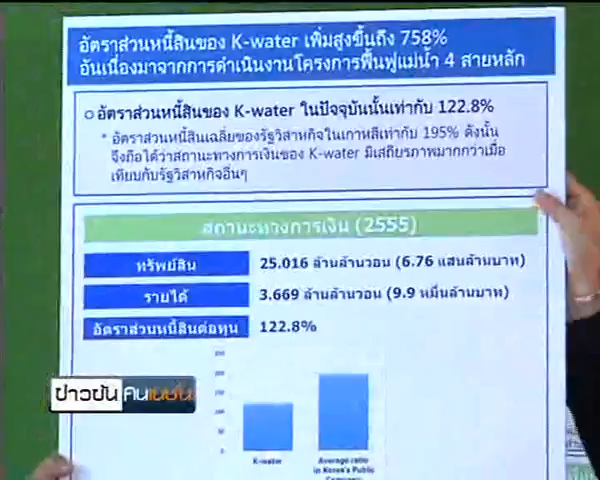 อัตราส่วนหนี้สินของ K-water เพิ่มสูงขึ้นถึง 758%
อันเนื่องมาจากการดำเนินงานโครงการฟื้นฟูแม่น้ำ 4 สายหลัก
อัตราส่วนหนี้สินของ K-water ในปัจจุบันนั้นเท่ากับ 122.8%
* อัตราส่วนหนี้สินเฉลี่ยของรัฐวิสาหกิจในเกาหลีเท่ากับ 195% ดังนั้น
จึงถือได้ว่าสถานะทางการเงินของ K-water มีเสถียรภาพมากกว่าเมื่อ
เทียบกับรัฐวิสาหกิจอื่นๆ
สถานะทางการเงิน (2555)
ทรัพย์สิน 25.016 ล้านล้านวอน (6.76 แสนล้านบาท)
รายได้ 3.669 ล้านล้านวอน (9.9 หมื่นล้านบาท)
อัตราส่วนหนี้สินต่อทุน 122.8%
K-water
Average ratio
in Korea's Public
Company
ข่าวข้น คนเนชั่น